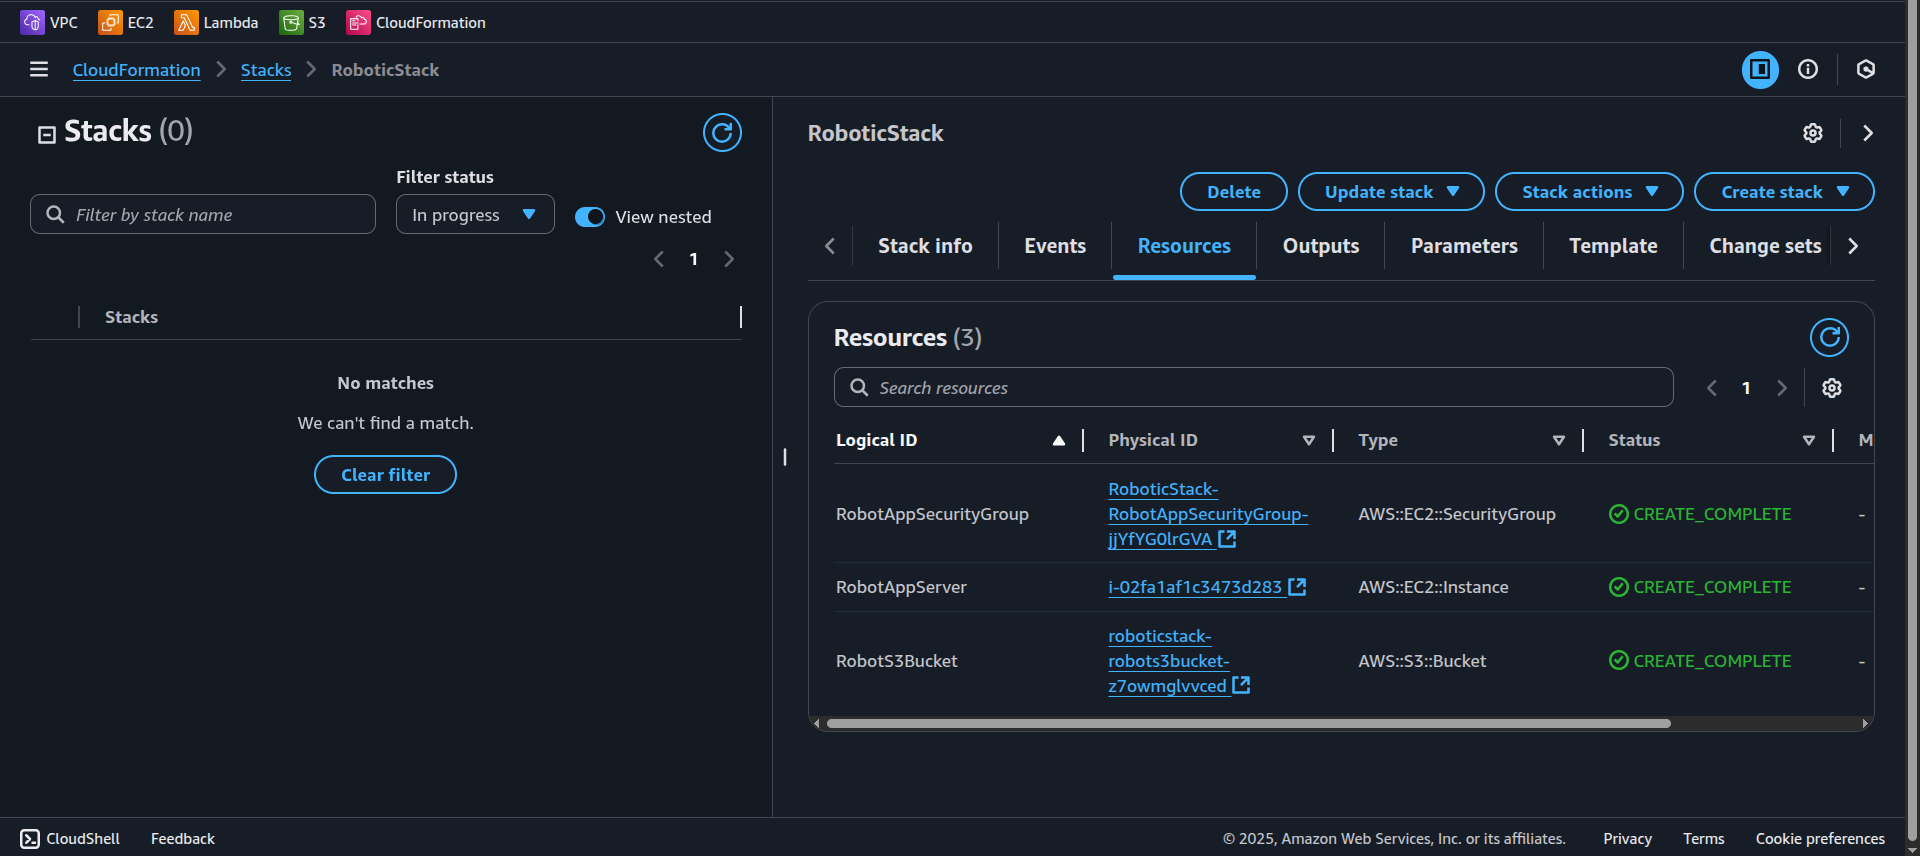 VPC EC2 Lambda S3 CloudFormation
CloudFormation Stacks RoboticStack
Stacks (0)
Filter status
Filter by stack name
In progress
View nested
1
Stacks
No matches
We can't find a match.
Clear filter
RoboticStack
Delete Update stack Stack actions Create stack
Stack info Events Resources Outputs Parameters Template Change sets
Resources (3)
Search resources
1
Logical ID Physical ID Type Status M
RobotAppSecurityGroup
RoboticStack-
RobotAppSecurityGroup-
jjYfYG0lrGVA
AWS::EC2::SecurityGroup
CREATE_COMPLETE
-
RobotAppServer i-02fa1af1c3473d283 AWS::EC2::Instance CREATE_COMPLETE -
RobotS3Bucket
roboticstack-
robots3bucket-
z7owmglvvced
AWS::S3::Bucket
CREATE_COMPLETE
-
CloudShell Feedback © 2025, Amazon Web Services, Inc. or its affiliates. Privacy Terms Cookie preferences